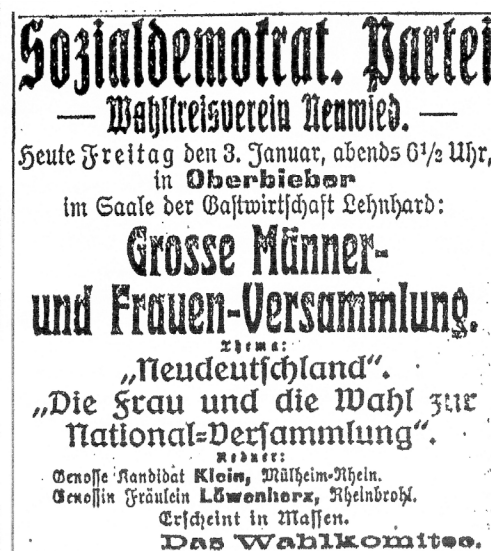 Sozialdemokrat. Partei
— Wahlkreisverein Neuwied. —
Heute Freitag den 3. Januar, abends 6½ Uhr,
in Oberbieber
im Saale der Gastwirtschaft Lehnhard:
Grosse Männer-
und Frauen-Versammlung.
Thema:
„Neudeutschland“.
„Die Frau und die Wahl zur
National-Versammlung“.
Redner:
Genosse Kandidat Klein, Mülheim-Rhein.
Genossin Fräulein Löwenherz, Rheinbrohl.
Erscheint in Massen.
Das Wahlkomitee.